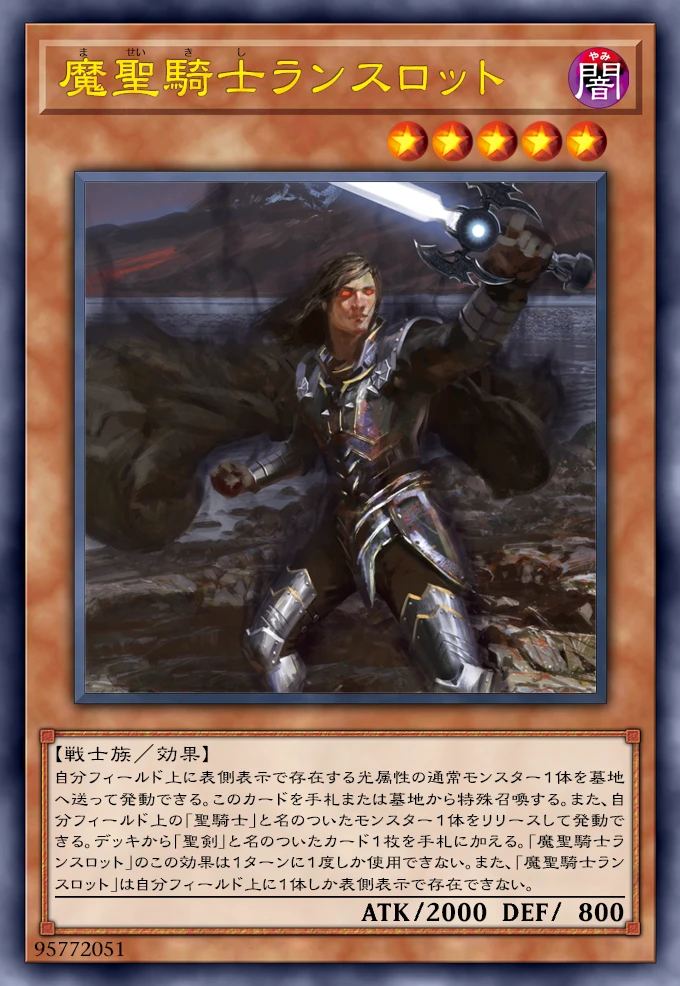 魔聖騎士ランスロット
ま せい き し
やみ
闇
【戦士族／効果】
自分フィールド上に表側表示で存在する光属性の通常モンスター1体を墓地
へ送って発動できる。このカードを手札または墓地から特殊召喚する。また、自
分フィールド上の「聖騎士」と名のついたモンスター1体をリリースして発動で
きる。デッキから「聖剣」と名のついたカード1枚を手札に加える。「魔聖騎士ラ
ンスロット」のこの効果は1ターンに1度しか使用できない。また、「魔聖騎士ラン
スロット」は自分フィールド上に1体しか表側表示で存在できない。
ATK/2000 DEF/ 800
95772051